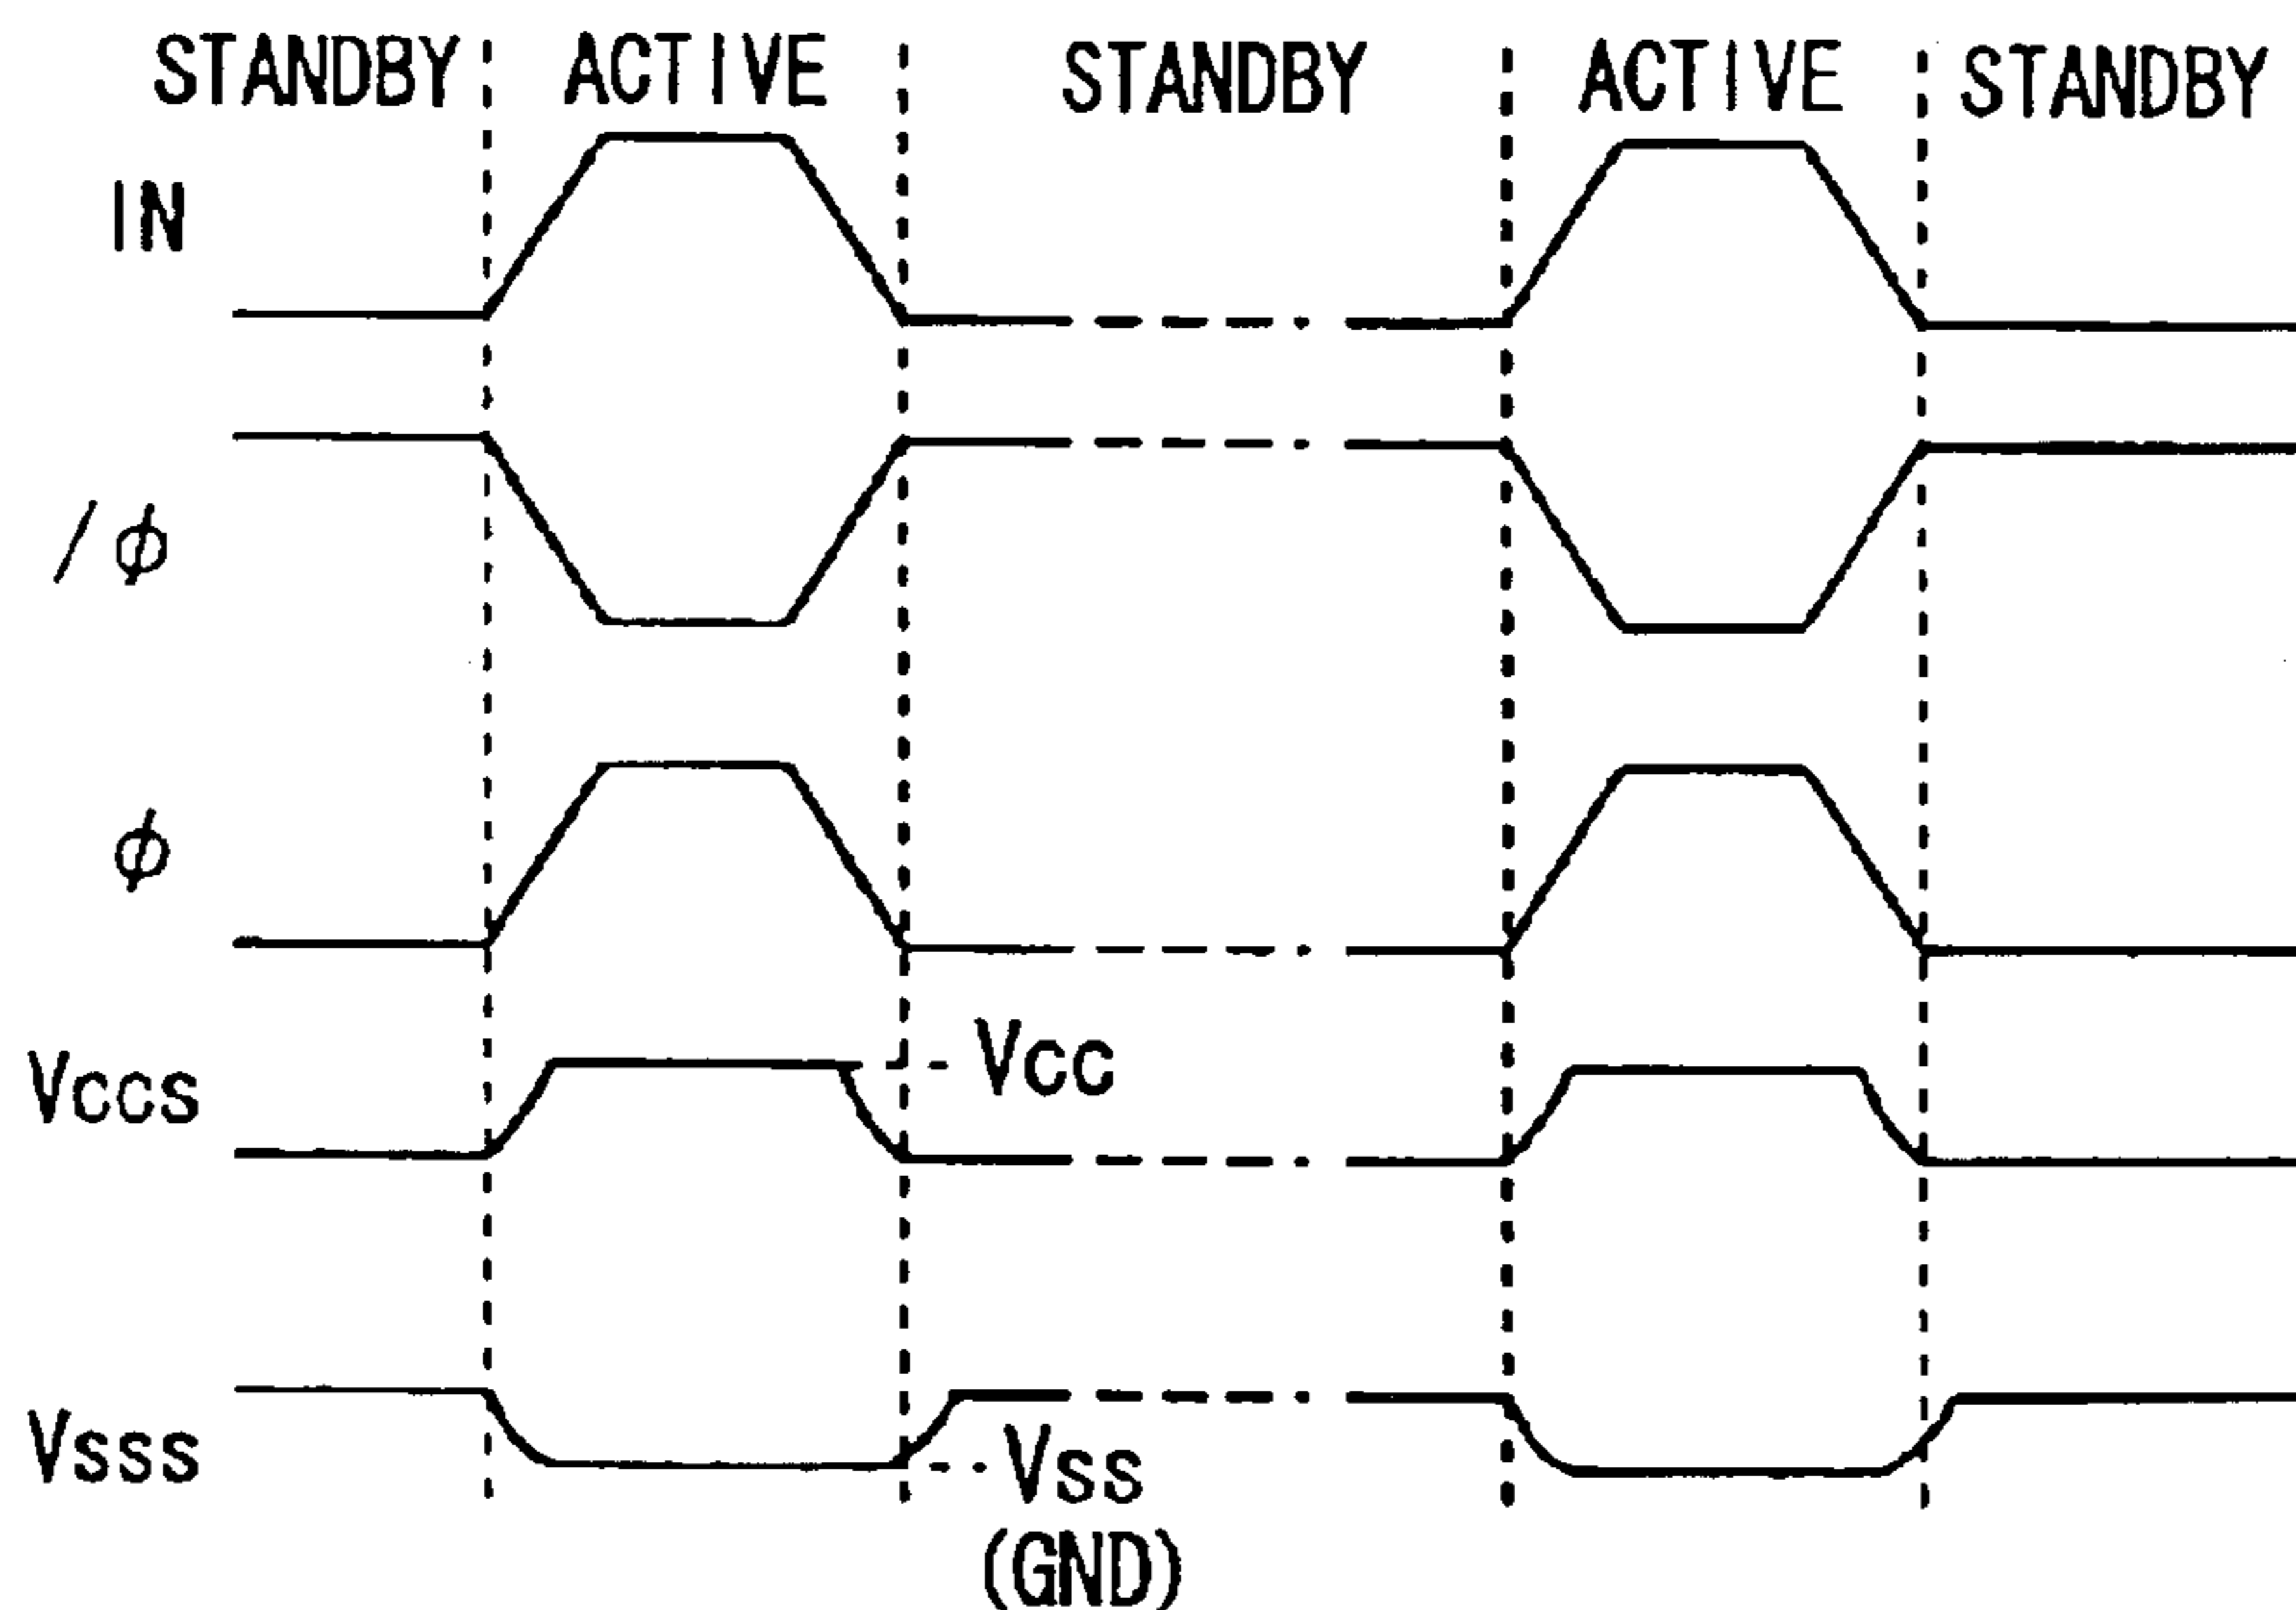 STANDBY ACTIVE STANDBY ACTIVE STANDBY
IN
/ϕ
ϕ
Vccs
Vcc
Vsss
Vss
(GND)